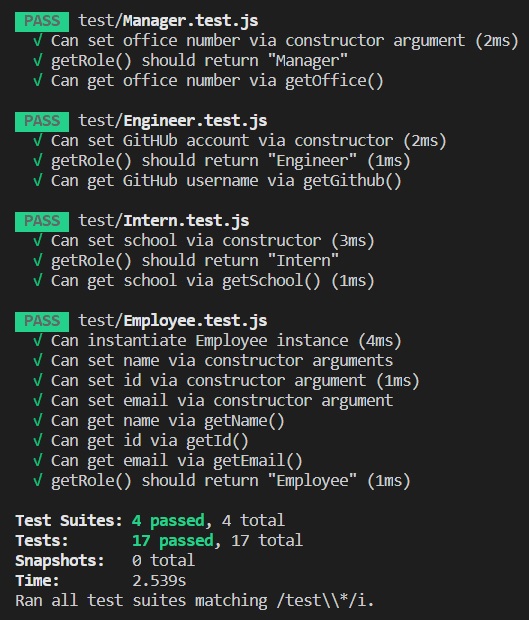 PASS test/Manager.test.js
√ Can set office number via constructor argument (2ms)
√ getRole() should return "Manager"
√ Can get office number via getOffice()
PASS test/Engineer.test.js
√ Can set GitHUb account via constructor (2ms)
√ getRole() should return "Engineer" (1ms)
√ Can get GitHub username via getGithub()
PASS test/Intern.test.js
√ Can set school via constructor (3ms)
√ getRole() should return "Intern"
√ Can get school via getSchool() (1ms)
PASS test/Employee.test.js
√ Can instantiate Employee instance (4ms)
√ Can set name via constructor arguments
√ Can set id via constructor argument (1ms)
√ Can set email via constructor argument
√ Can get name via getName()
√ Can get id via getId()
√ Can get email via getEmail()
√ getRole() should return "Employee" (1ms)
Test Suites: 4 passed, 4 total
Tests: 17 passed, 17 total
Snapshots: 0 total
Time: 2.539s
Ran all test suites matching /test\\*/i.